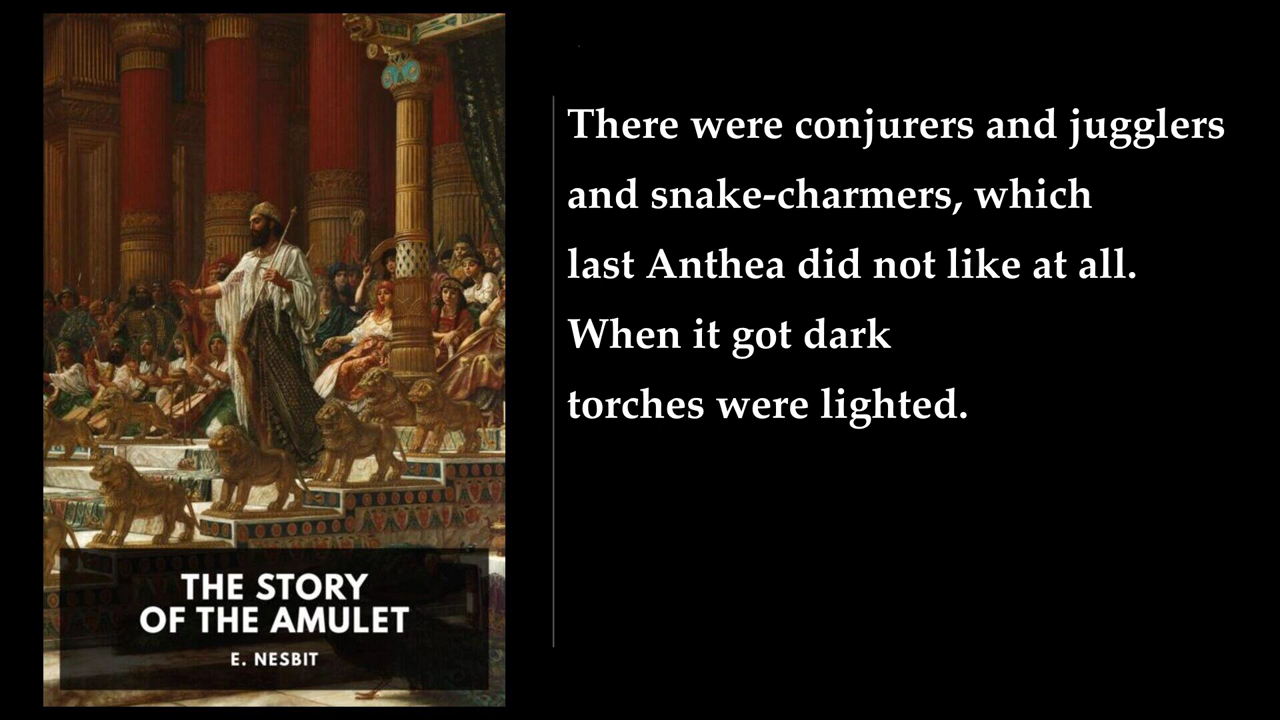 THE STORY
OF THE AMULET
E. NESBIT
There were conjurers and jugglers
and snake-charmers, which
last Anthea did not like at all.
When it got dark
torches were lighted.